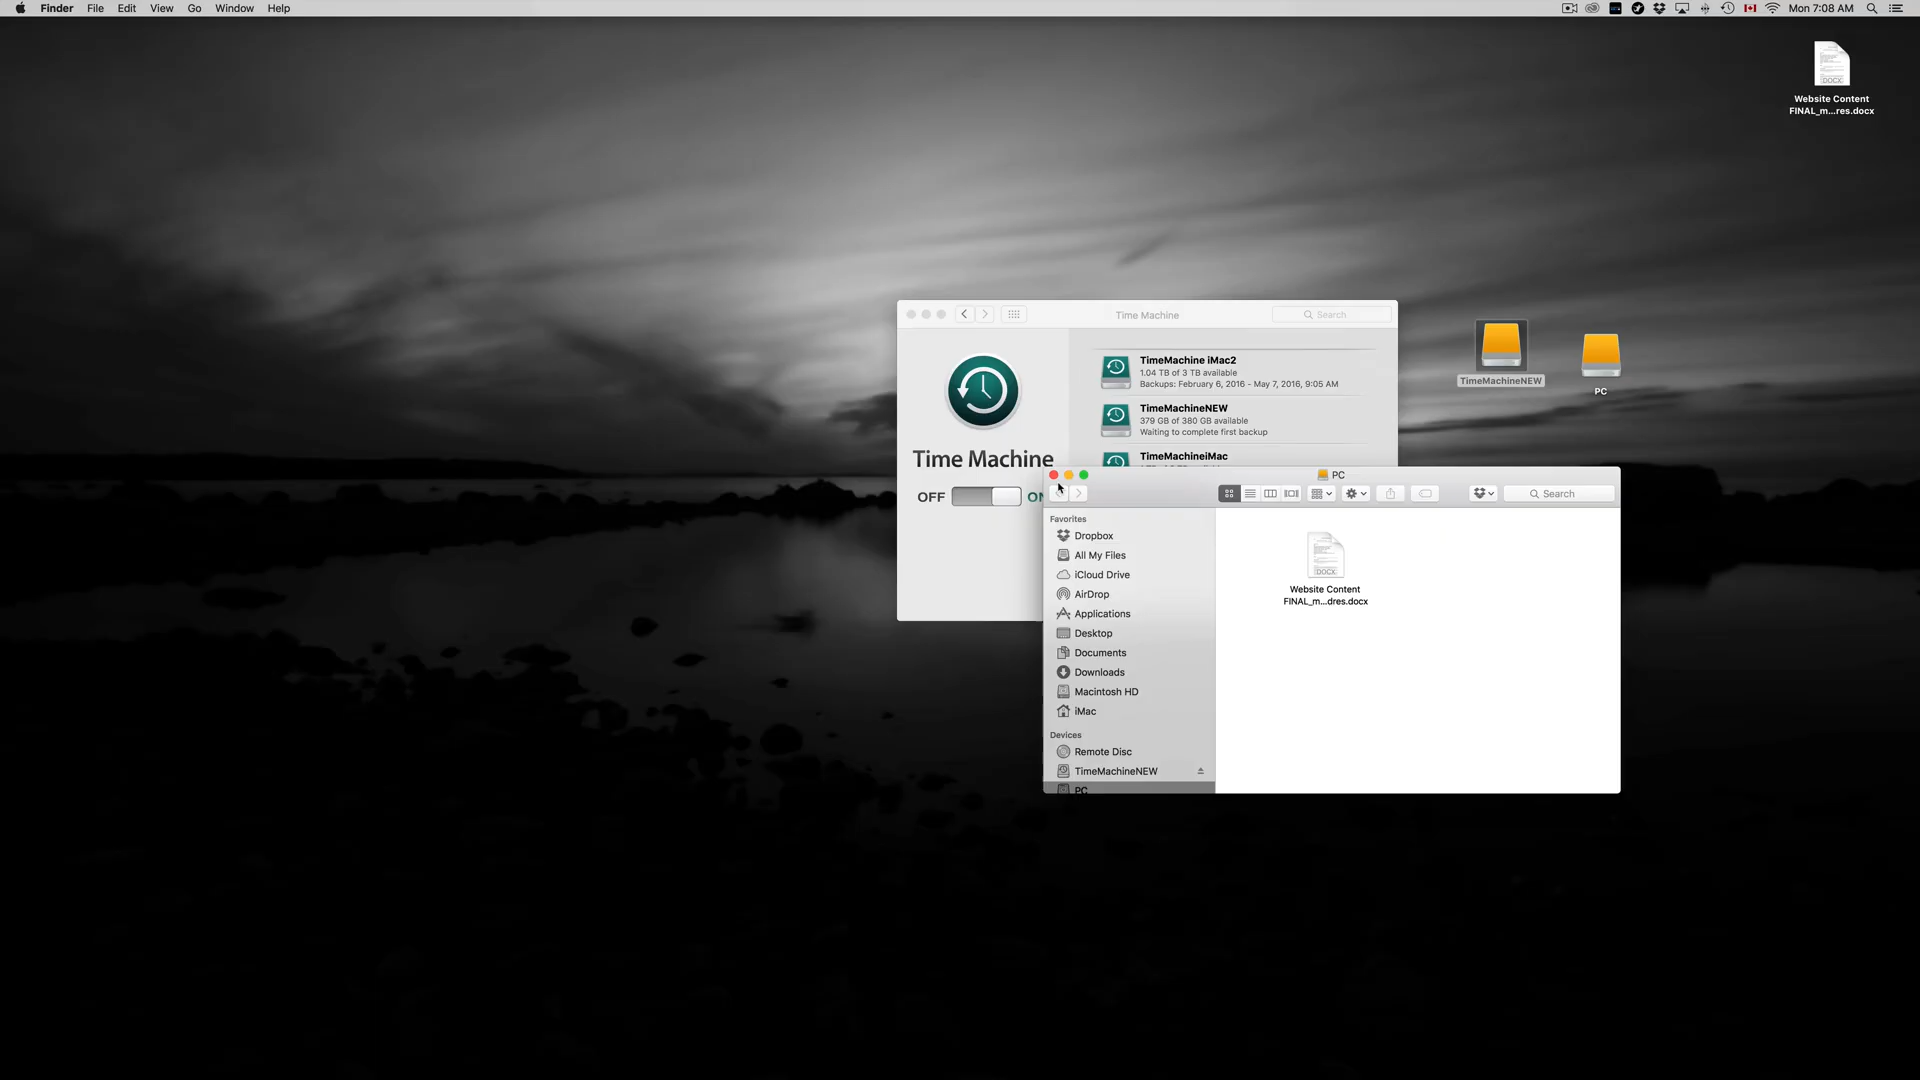 Finder File Edit View Go Window Help Mon 7:08 AM
DOCX
Website Content
FINAL_m...res.docx
Time Machine Search
TimeMachine iMac2
1.04 TB of 3 TB available
Backups: February 6, 2016 - May 7, 2016, 9:05 AM
TimeMachineNEW
379 GB of 380 GB available
Waiting to complete first backup
TimeMachineiMac
Time Machine
OFF ON
TimeMachineNEW
PC
PC
Search
Favorites
Dropbox
All My Files
iCloud Drive
AirDrop
Applications
Desktop
Documents
Downloads
Macintosh HD
iMac
Devices
Remote Disc
TimeMachineNEW
PC
DOCX
Website Content
FINAL_m...dres.docx